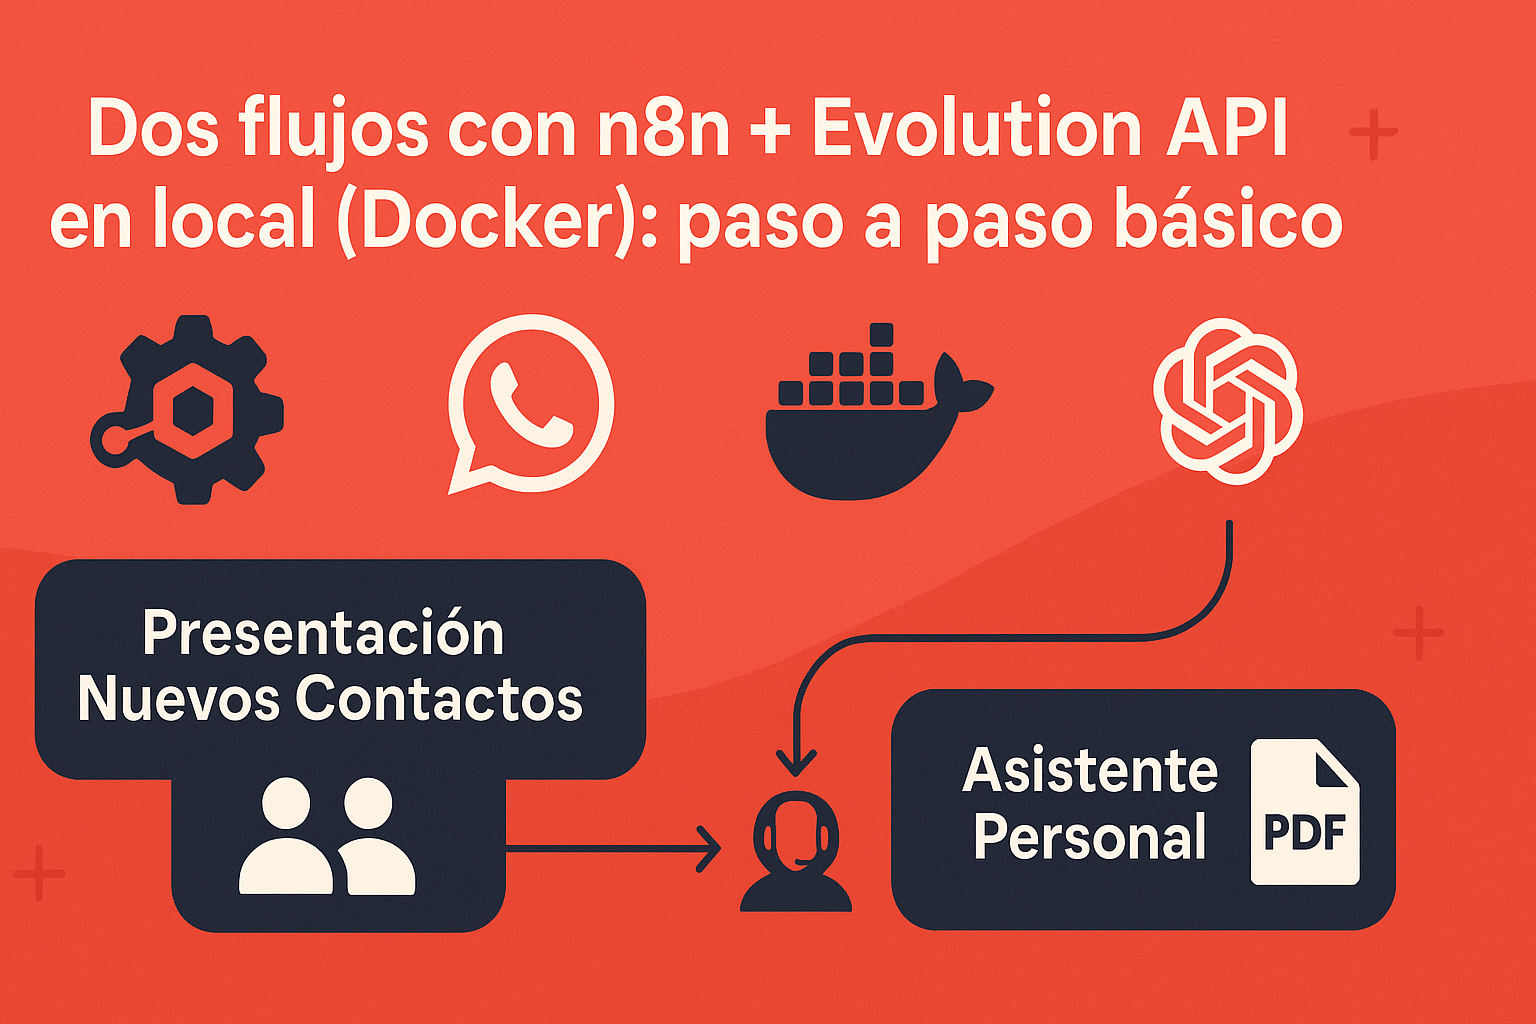 Dos flujos con n8n + Evolution API
en local (Docker): paso a paso básico
Presentación
Nuevos Contactos
Asistente
Personal
PDF